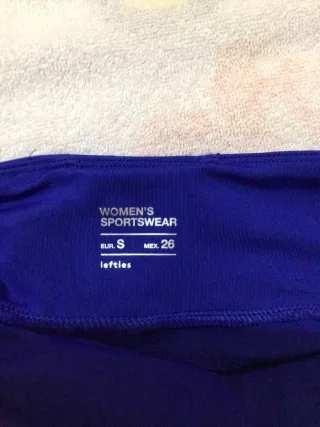 WOMEN'S
SPORTSWEAR
EUR. S MEX. 26
lefties